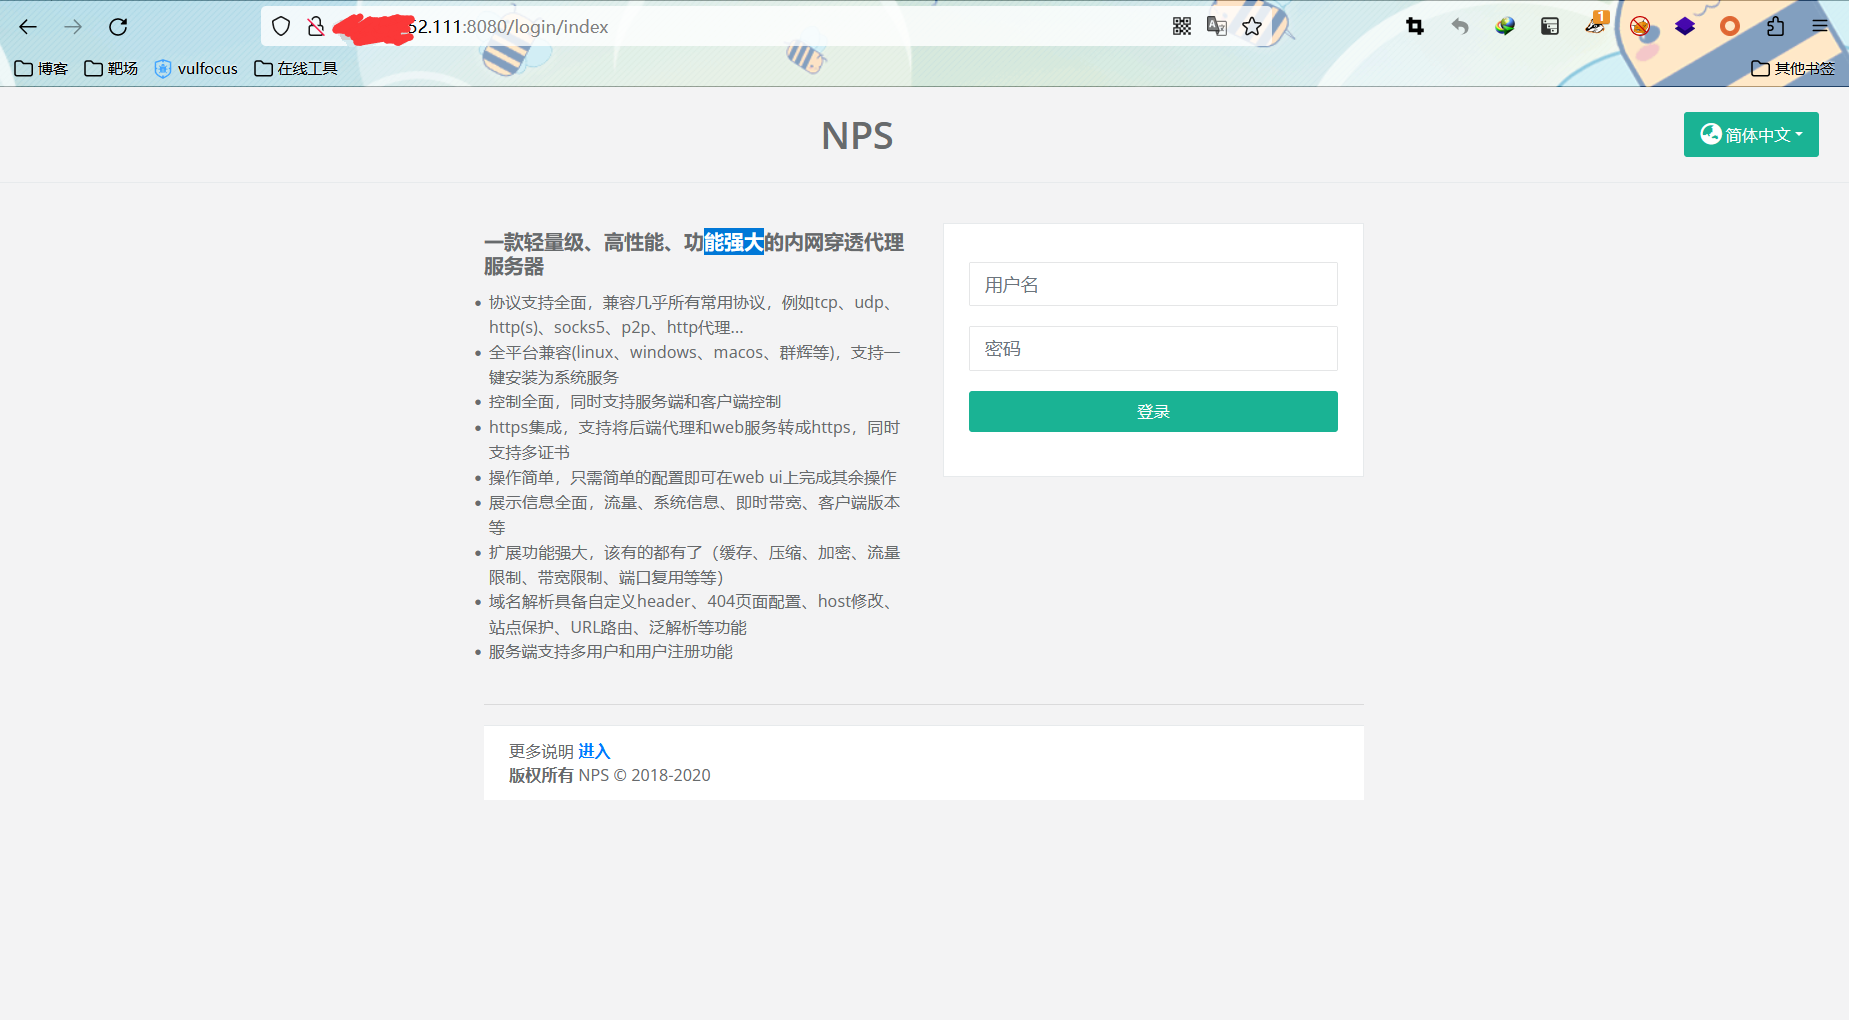 52.111:8080/login/index
1
博客
靶场
vulfocus
在线工具
其他书签
NPS
简体中文
一款轻量级、高性能、功能强大的内网穿透代理
服务器
协议支持全面，兼容几乎所有常用协议，例如tcp、udp、
http(s)、socks5、p2p、http代理...
全平台兼容(linux、windows、macos、群辉等)，支持一
键安装为系统服务
控制全面，同时支持服务端和客户端控制
https集成，支持将后端代理和web服务转成https，同时
支持多证书
操作简单，只需简单的配置即可在web ui上完成其余操作
展示信息全面，流量、系统信息、即时带宽、客户端版本
等
扩展功能强大，该有的都有了（缓存、压缩、加密、流量
限制、带宽限制、端口复用等等）
域名解析具备自定义header、404页面配置、host修改、
站点保护、URL路由、泛解析等功能
服务端支持多用户和用户注册功能
用户名
密码
登录
更多说明 进入
版权所有 NPS © 2018-2020